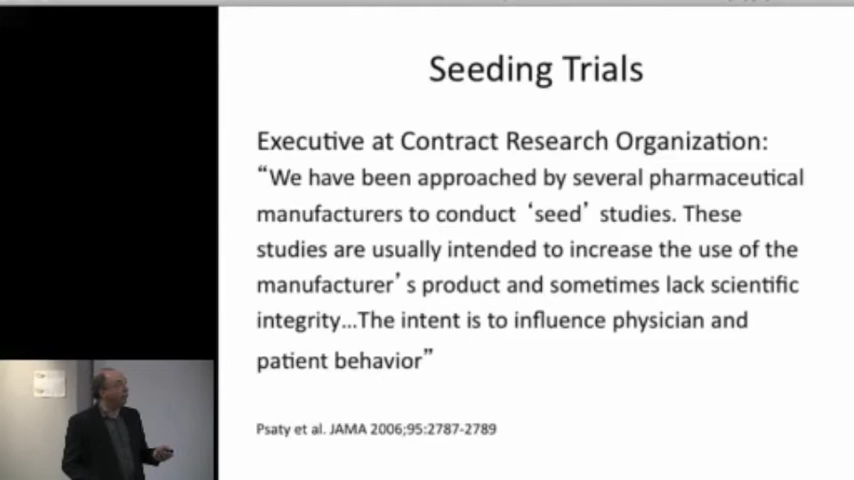 Seeding Trials
Executive at Contract Research Organization:
“We have been approached by several pharmaceutical
manufacturers to conduct ‘seed’ studies. These
studies are usually intended to increase the use of the
manufacturer’s product and sometimes lack scientific
integrity...The intent is to influence physician and
patient behavior”
Psaty et al. JAMA 2006;95:2787-2789